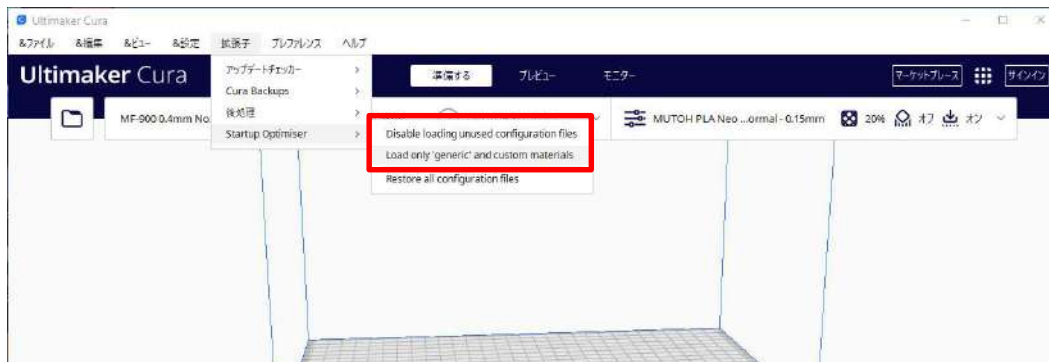 Ultimaker Cura
&ファイル &編集 &ビュー &設定 拡張子 プレファレンス ヘルプ
Ultimaker Cura
準備する プレビュー モニター
マーケットプレース サインイン
アップデートチェッカー
Cura Backups
後処理
Startup Optimiser
MF-900 0.4mm No
MUTOH PLA Neo ...ormal - 0.15mm 20% オフ オン
Disable loading unused configuration files
Load only 'generic' and custom materials
Restore all configuration files